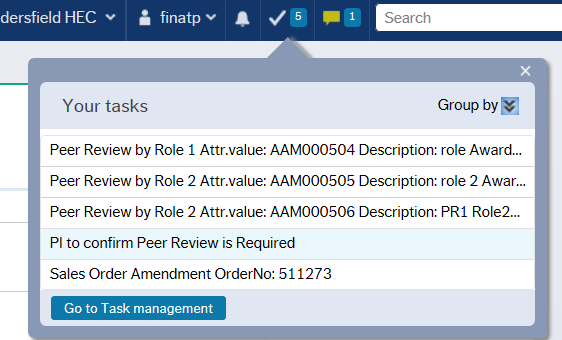 dersfield HEC finatp 5 1 Search
Your tasks
Group by
Peer Review by Role 1 Attr.value: AAM000504 Description: role Award...
Peer Review by Role 2 Attr.value: AAM000505 Description: role 2 Awar...
Peer Review by Role 2 Attr.value: AAM000506 Description: PR1 Role2...
PI to confirm Peer Review is Required
Sales Order Amendment OrderNo: 511273
Go to Task management